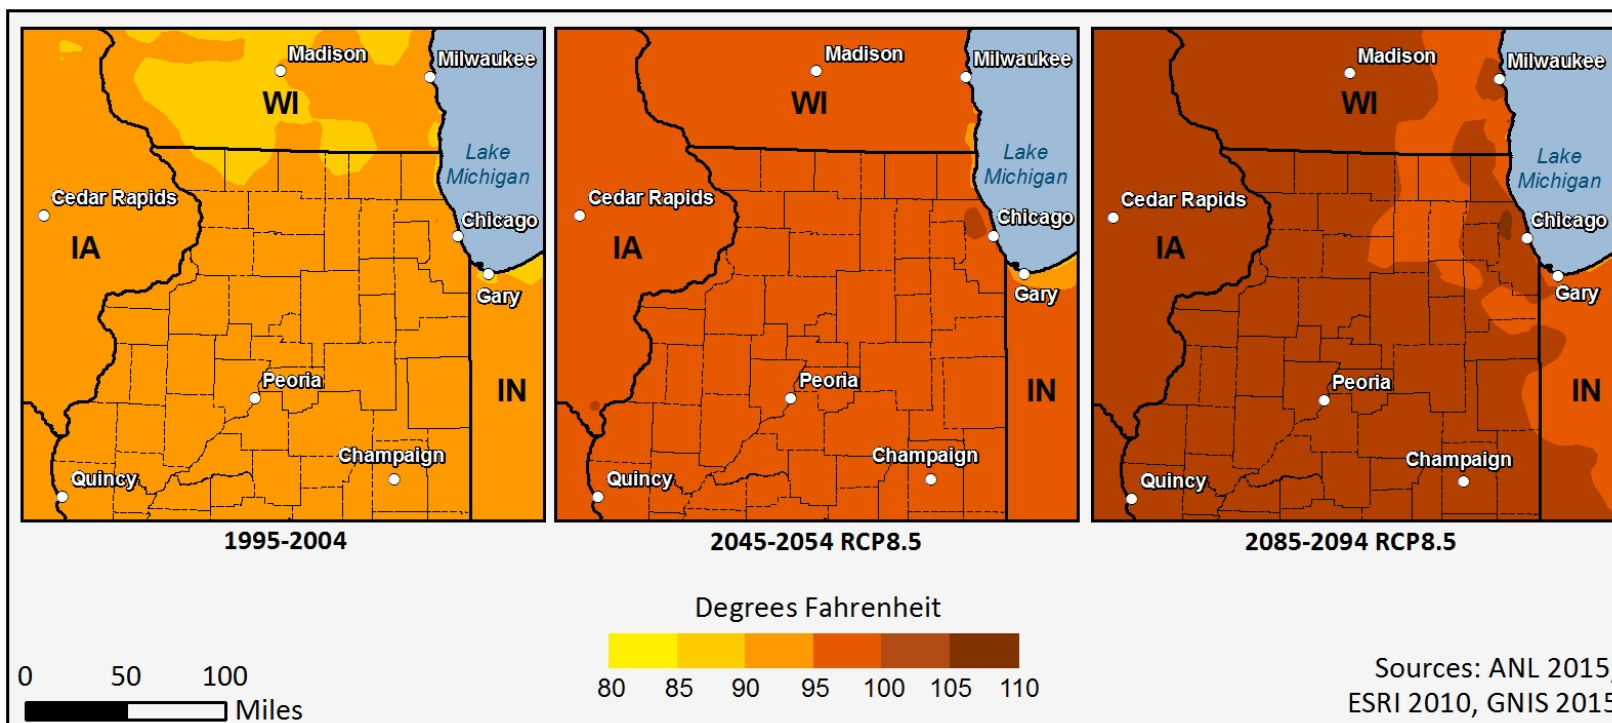 Madison
Milwaukee
WI
Lake
Michigan
Cedar Rapids
Chicago
IA
Gary
Peoria
IN
Champaign
Quincy
1995-2004
Madison
Milwaukee
WI
Lake
Michigan
Cedar Rapids
Chicago
IA
Gary
Peoria
IN
Champaign
Quincy
2045-2054 RCP8.5
Madison
Milwaukee
WI
Lake
Michigan
Cedar Rapids
Chicago
IA
Gary
Peoria
IN
Champaign
Quincy
2085-2094 RCP8.5
Degrees Fahrenheit
80 85 90 95 100 105 110
0 50 100
Miles
Sources: ANL 2015,
ESRI 2010, GNIS 2015